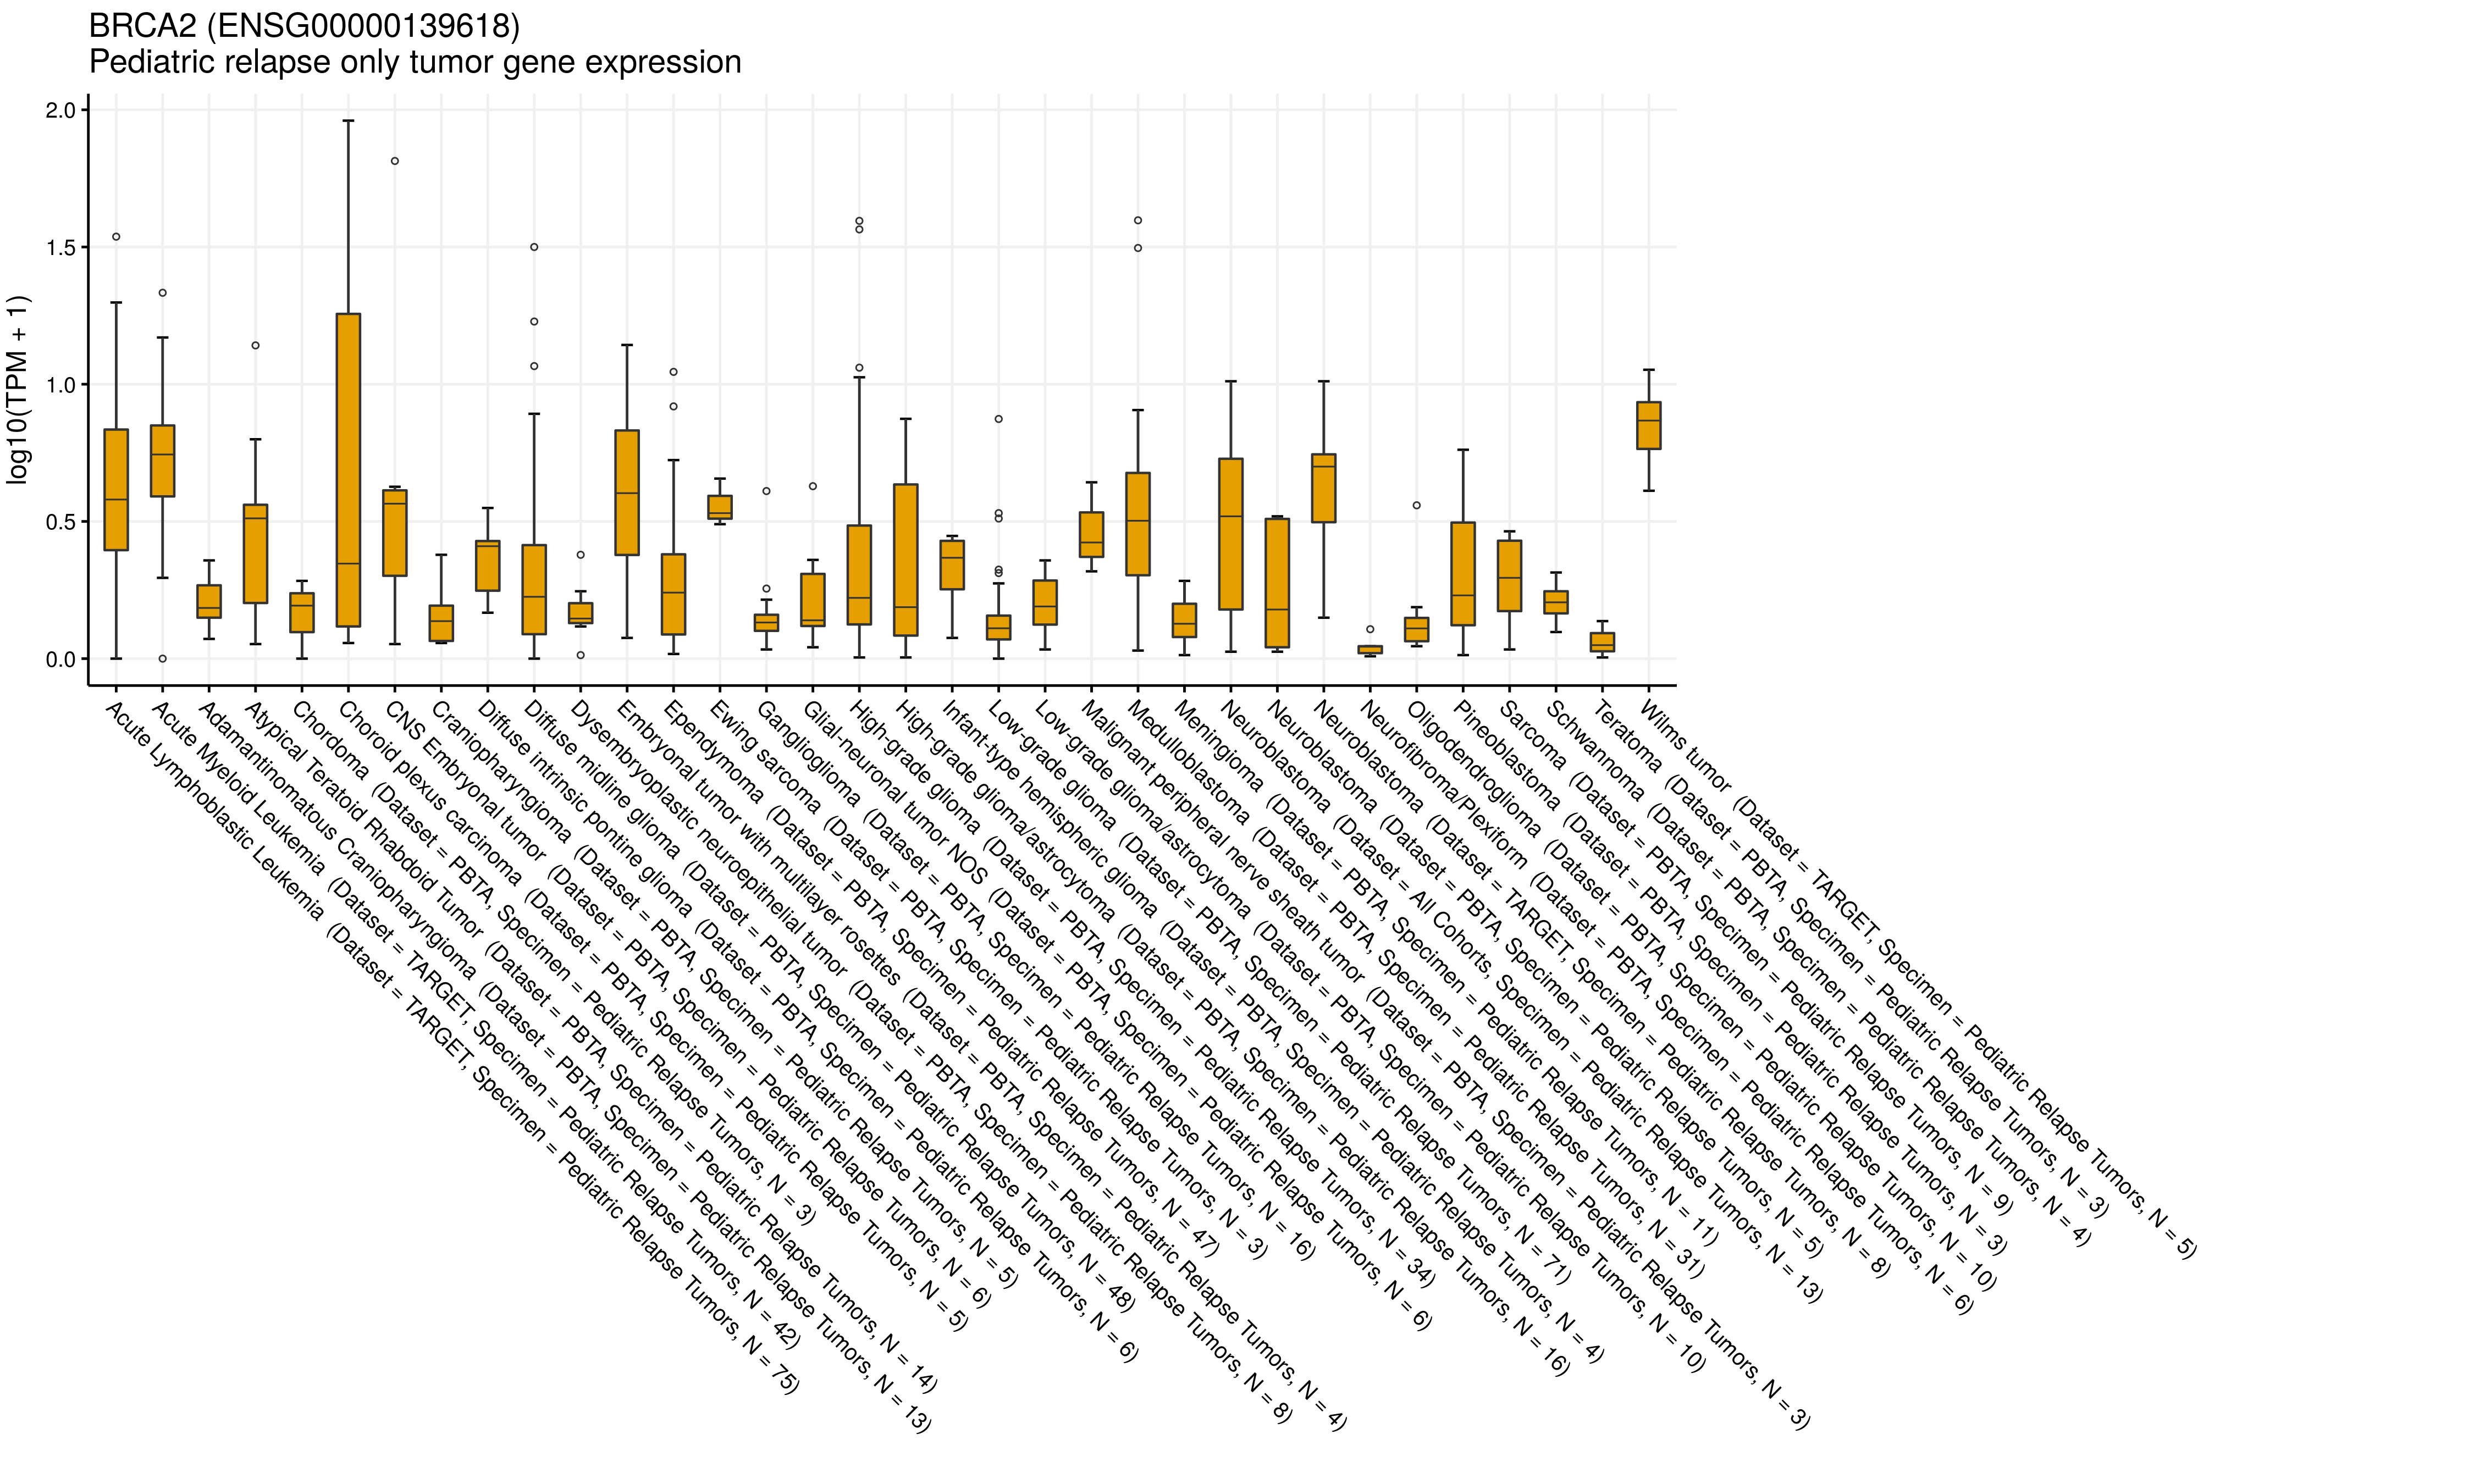 BRCA2 (ENSG00000139618)
Pediatric relapse only tumor gene expression
log10(TPM + 1)
2.0
1.5
1.0
0.5
0.0
Acute Lymphoblastic Leukemia (Dataset = TARGET, Specimen = Pediatric Relapse Tumors, N = 75)
Acute Myeloid Leukemia (Dataset = TARGET, Specimen = Pediatric Relapse Tumors, N = 42)
Adamantinomatous Craniopharyngioma (Dataset = PBTA, Specimen = Pediatric Relapse Tumors, N = 13)
Atypical Teratoid Rhabdoid Tumor (Dataset = PBTA, Specimen = Pediatric Relapse Tumors, N = 14)
Chordoma (Dataset = PBTA, Specimen = Pediatric Relapse Tumors, N = 3)
Choroid plexus carcinoma (Dataset = PBTA, Specimen = Pediatric Relapse Tumors, N = 5)
CNS Embryonal tumor (Dataset = PBTA, Specimen = Pediatric Relapse Tumors, N = 6)
Craniopharyngioma (Dataset = PBTA, Specimen = Pediatric Relapse Tumors, N = 5)
Diffuse intrinsic pontine glioma (Dataset = PBTA, Specimen = Pediatric Relapse Tumors, N = 6)
Diffuse midline glioma (Dataset = PBTA, Specimen = Pediatric Relapse Tumors, N = 48)
Dysembryoplastic neuroepithelial tumor (Dataset = PBTA, Specimen = Pediatric Relapse Tumors, N = 8)
Embryonal tumor with multilayer rosettes (Dataset = PBTA, Specimen = Pediatric Relapse Tumors, N = 4)
Ependymoma (Dataset = PBTA, Specimen = Pediatric Relapse Tumors, N = 47)
Ewing sarcoma (Dataset = PBTA, Specimen = Pediatric Relapse Tumors, N = 3)
Ganglioglioma (Dataset = PBTA, Specimen = Pediatric Relapse Tumors, N = 16)
Glial-neuronal tumor NOS (Dataset = PBTA, Specimen = Pediatric Relapse Tumors, N = 6)
High-grade glioma (Dataset = PBTA, Specimen = Pediatric Relapse Tumors, N = 34)
High-grade glioma/astrocytoma (Dataset = PBTA, Specimen = Pediatric Relapse Tumors, N = 16)
Infant-type hemispheric glioma (Dataset = PBTA, Specimen = Pediatric Relapse Tumors, N = 4)
Low-grade glioma (Dataset = PBTA, Specimen = Pediatric Relapse Tumors, N = 71)
Low-grade glioma/astrocytoma (Dataset = PBTA, Specimen = Pediatric Relapse Tumors, N = 10)
Malignant peripheral nerve sheath tumor (Dataset = PBTA, Specimen = Pediatric Relapse Tumors, N = 3)
Medulloblastoma (Dataset = PBTA, Specimen = Pediatric Relapse Tumors, N = 31)
Meningioma (Dataset = PBTA, Specimen = Pediatric Relapse Tumors, N = 11)
Neuroblastoma (Dataset = All Cohorts, Specimen = Pediatric Relapse Tumors, N = 13)
Neuroblastoma (Dataset = PBTA, Specimen = Pediatric Relapse Tumors, N = 5)
Neuroblastoma (Dataset = TARGET, Specimen = Pediatric Relapse Tumors, N = 8)
Neurofibroma/Plexiform (Dataset = PBTA, Specimen = Pediatric Relapse Tumors, N = 6)
Oligodendroglioma (Dataset = PBTA, Specimen = Pediatric Relapse Tumors, N = 10)
Pineoblastoma (Dataset = PBTA, Specimen = Pediatric Relapse Tumors, N = 3)
Sarcoma (Dataset = PBTA, Specimen = Pediatric Relapse Tumors, N = 9)
Schwannoma (Dataset = PBTA, Specimen = Pediatric Relapse Tumors, N = 4)
Teratoma (Dataset = PBTA, Specimen = Pediatric Relapse Tumors, N = 3)
Wilms tumor (Dataset = TARGET, Specimen = Pediatric Relapse Tumors, N = 5)